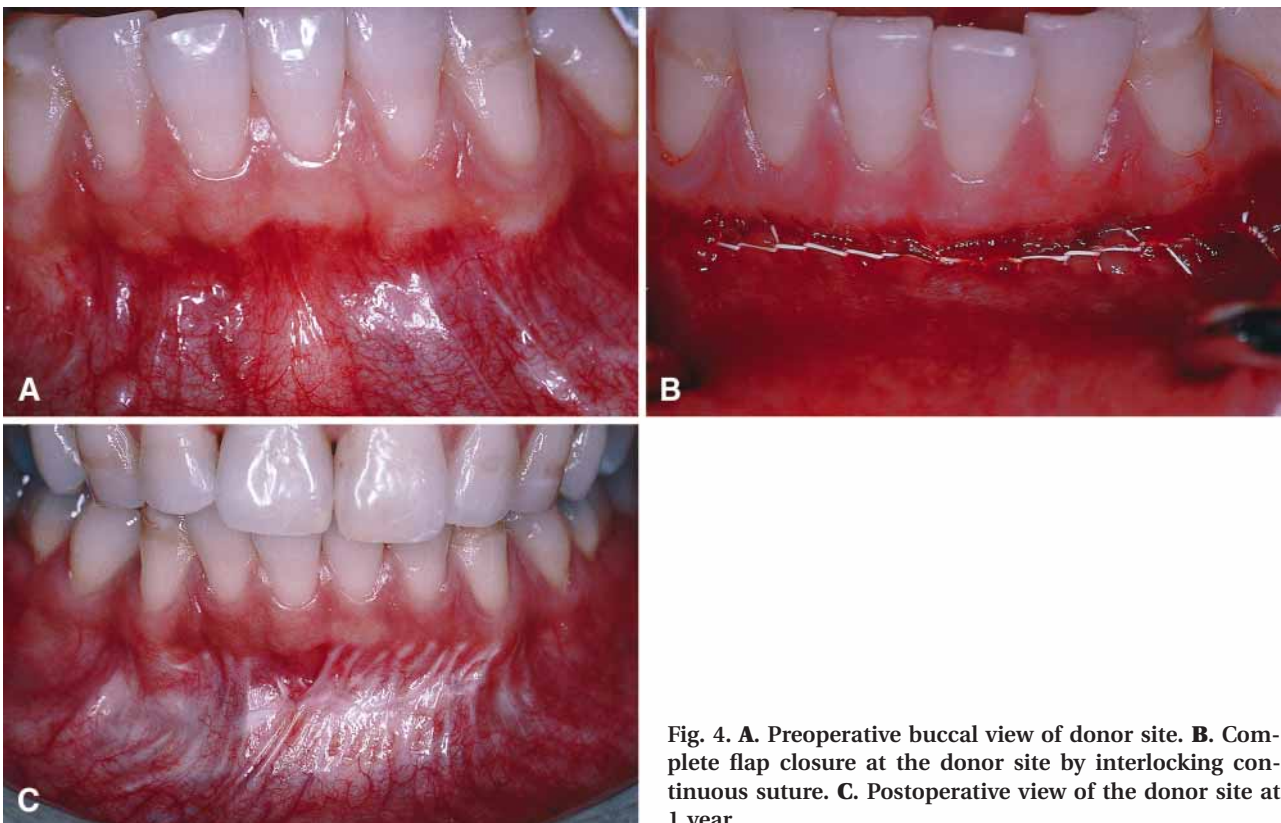 A
B
C
Fig. 4. A. Preoperative buccal view of donor site. B. Com-
plete flap closure at the donor site by interlocking con-
tinuous suture. C. Postoperative view of the donor site at
1 year